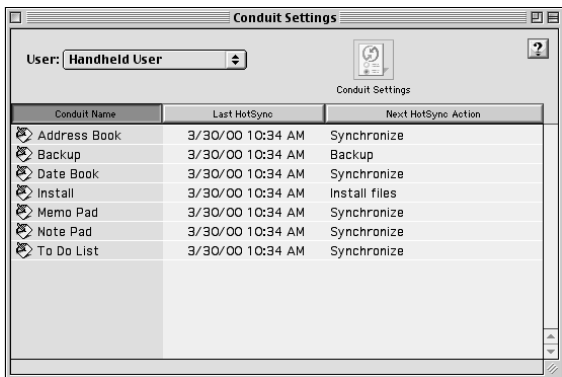 Conduit Settings
User: Handheld User
?
Conduit Settings
Conduit Name Last HotSync Next HotSync Action
Address Book 3/30/00 10:34 AM Synchronize
Backup 3/30/00 10:34 AM Backup
Date Book 3/30/00 10:34 AM Synchronize
Install 3/30/00 10:34 AM Install files
Memo Pad 3/30/00 10:34 AM Synchronize
Note Pad 3/30/00 10:34 AM Synchronize
To Do List 3/30/00 10:34 AM Synchronize